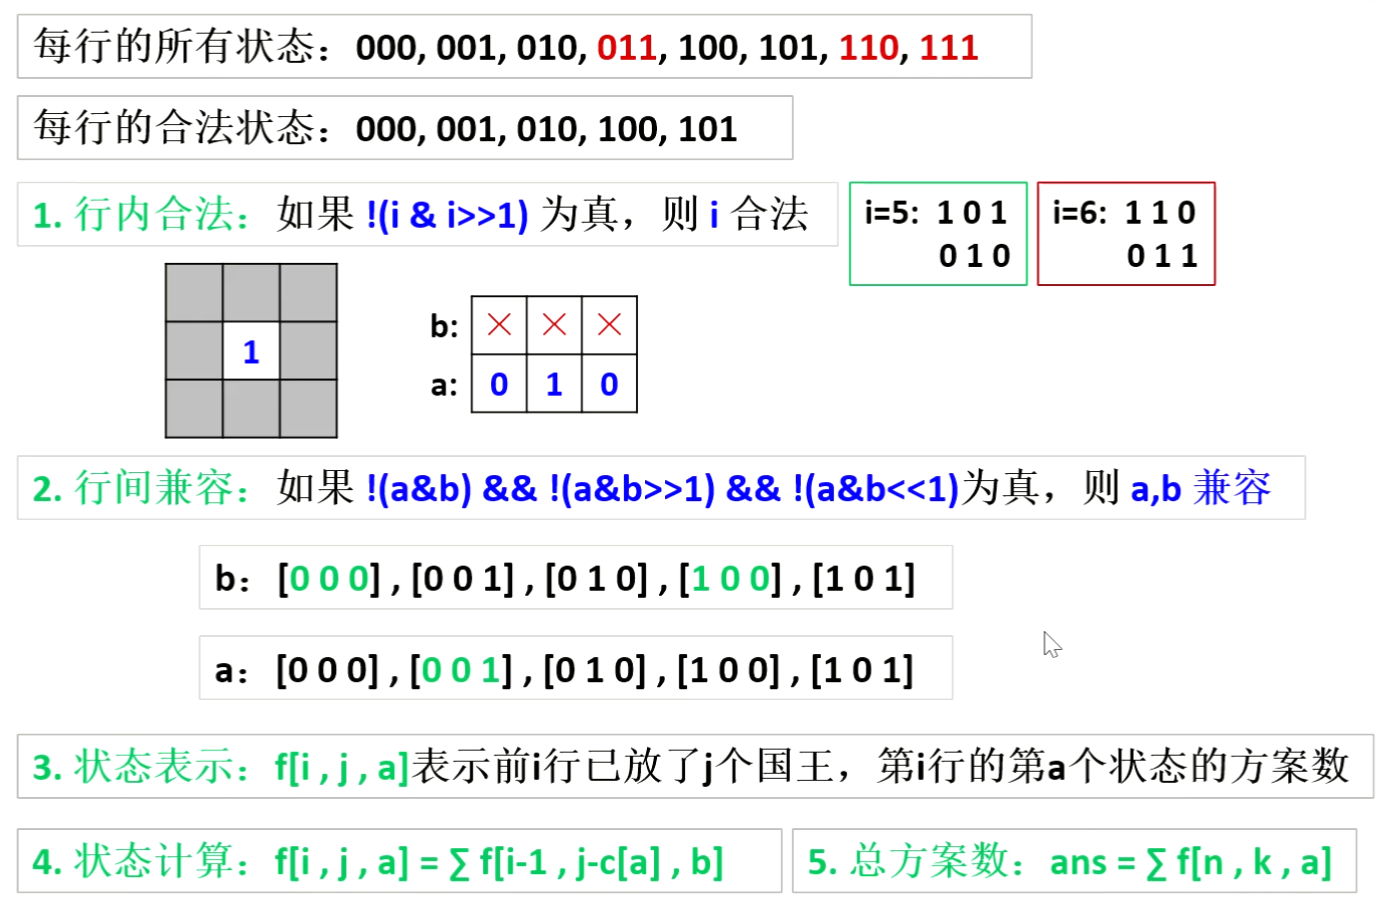 每行的所有状态：000, 001, 010, 011, 100, 101, 110, 111
每行的合法状态：000, 001, 010, 100, 101
1. 行内合法：如果 !(i & i>>1) 为真，则 i 合法
i=5: 1 0 1
0 1 0
i=6: 1 1 0
0 1 1
1
b: × × ×
a: 0 1 0
2. 行间兼容：如果 !(a&b) && !(a&b>>1) && !(a&b<<1)为真，则 a,b 兼容
b：[0 0 0] , [0 0 1] , [0 1 0] , [1 0 0] , [1 0 1]
a：[0 0 0] , [0 0 1] , [0 1 0] , [1 0 0] , [1 0 1]
3. 状态表示：f[i , j , a]表示前i行已放了j个国王，第i行的第a个状态的方案数
4. 状态计算：f[i , j , a] = ∑ f[i-1 , j-c[a] , b]
5. 总方案数：ans = ∑ f[n , k , a]